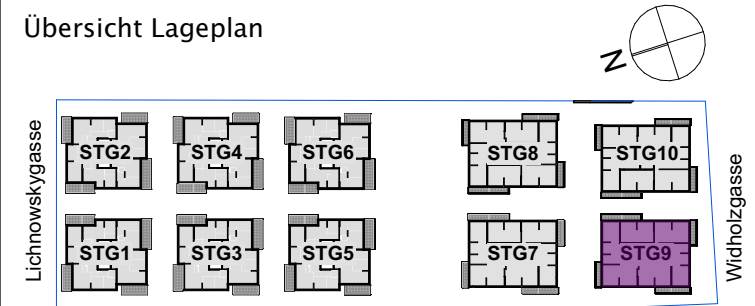 Übersicht Lageplan
N
Lichnowskygasse
STG2 STG4 STG6 STG8 STG10
STG1 STG3 STG5 STG7 STG9
Widholzgasse